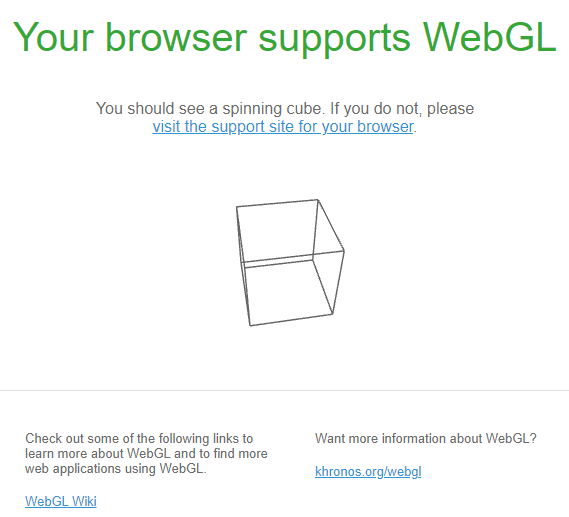 Your browser supports WebGL
You should see a spinning cube. If you do not, please
visit the support site for your browser.
Check out some of the following links to
learn more about WebGL and to find more
web applications using WebGL.
WebGL Wiki
Want more information about WebGL?
khronos.org/webgl